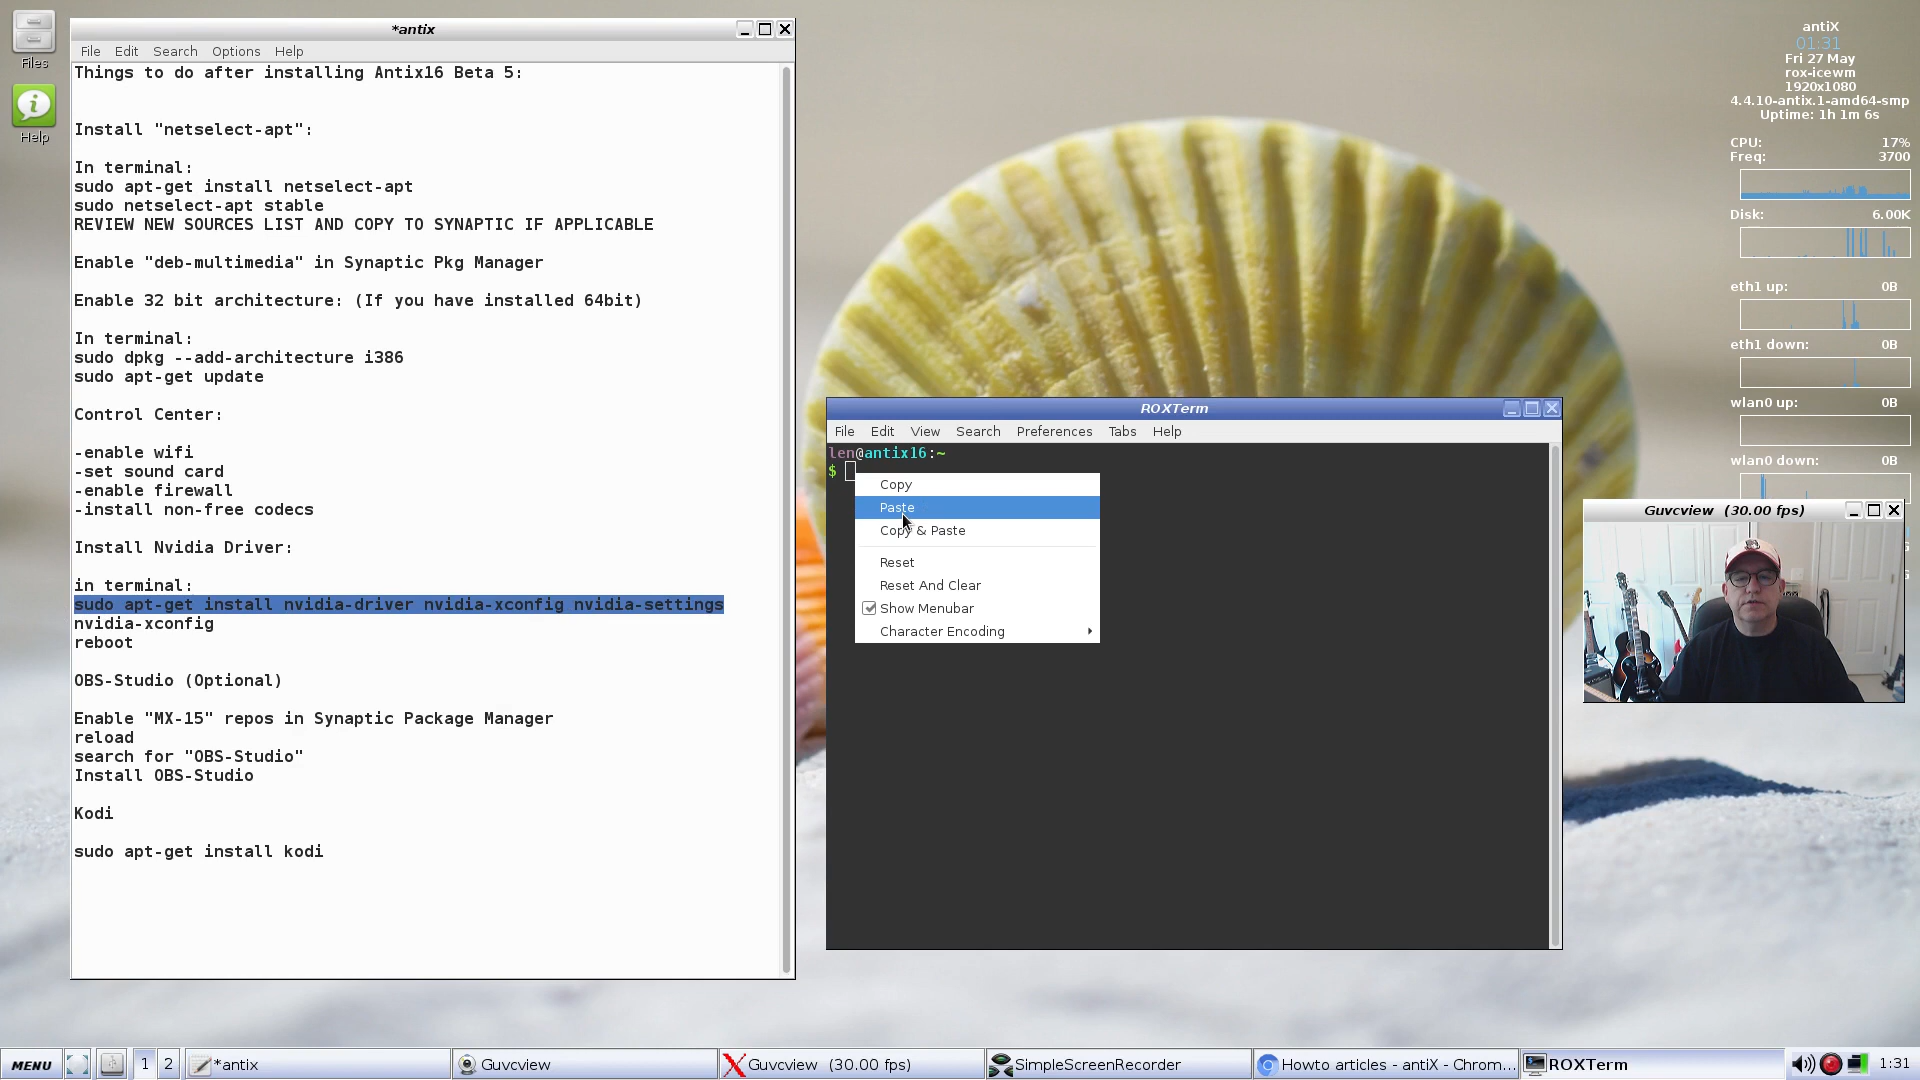 Files
Help
*antix
File Edit Search Options Help
Things to do after installing Antix16 Beta 5:
Install "netselect-apt":
In terminal:
sudo apt-get install netselect-apt
sudo netselect-apt stable
REVIEW NEW SOURCES LIST AND COPY TO SYNAPTIC IF APPLICABLE
Enable "deb-multimedia" in Synaptic Pkg Manager
Enable 32 bit architecture: (If you have installed 64bit)
In terminal:
sudo dpkg --add-architecture i386
sudo apt-get update
Control Center:
-enable wifi
-set sound card
-enable firewall
-install non-free codecs
Install Nvidia Driver:
in terminal:
sudo apt-get install nvidia-driver nvidia-xconfig nvidia-settings
nvidia-xconfig
reboot
OBS-Studio (Optional)
Enable "MX-15" repos in Synaptic Package Manager
reload
search for "OBS-Studio"
Install OBS-Studio
Kodi
sudo apt-get install kodi
ROXTerm
File Edit View Search Preferences Tabs Help
len@antix16:~
$
Copy
Paste
Copy & Paste
Reset
Reset And Clear
Show Menubar
Character Encoding
antiX
01:31
Fri 27 May
rox-icewm
1920x1080
4.4.10-antix.1-amd64-smp
Uptime: 1h 1m 6s
CPU: 17%
Freq: 3700
Disk: 6.00K
eth1 up: 0B
eth1 down: 0B
wlan0 up: 0B
wlan0 down: 0B
Guvcview (30.00 fps)
MENU 1 2 *antix Guvcview Guvcview (30.00 fps) SimpleScreenRecorder Howto articles - antiX - Chrom... ROXTerm 1:31